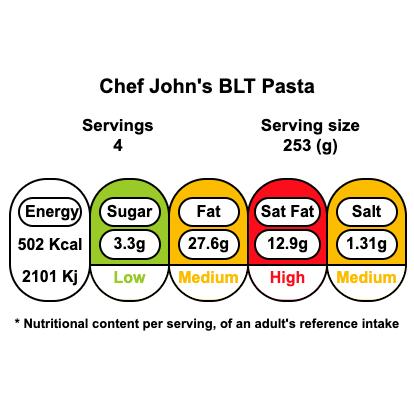 Chef John's BLT Pasta
Servings
4
Serving size
253 (g)
Energy Sugar Fat Sat Fat Salt
502 Kcal 3.3g 27.6g 12.9g 1.31g
2101 Kj Low Medium High Medium
* Nutritional content per serving, of an adult's reference intake